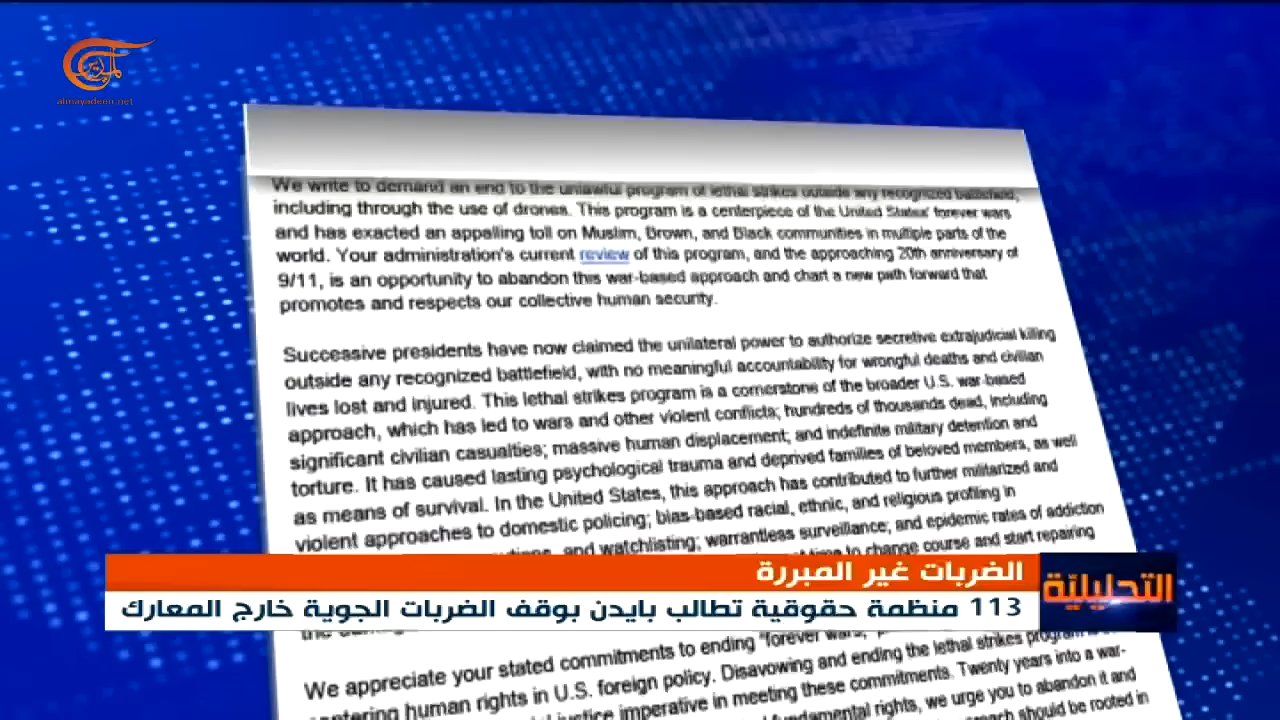 الميادين
almayadeen.net
We write to demand an end to the unlawful program of lethal strikes outside any recognized battlefield,
including through the use of drones. This program is a centerpiece of the United States' forever wars
and has exacted an appalling toll on Muslim, Brown, and Black communities in multiple parts of the
world. Your administration's current review of this program, and the approaching 20th anniversary of
9/11, is an opportunity to abandon this war-based approach and chart a new path forward that
promotes and respects our collective human security.
Successive presidents have now claimed the unilateral power to authorize secretive extrajudicial killing
outside any recognized battlefield, with no meaningful accountability for wrongful deaths and civilian
lives lost and injured. This lethal strikes program is a cornerstone of the broader U.S. war-based
approach, which has led to wars and other violent conflicts; hundreds of thousands dead, including
significant civilian casualties; massive human displacement; and indefinite military detention and
torture. It has caused lasting psychological trauma and deprived families of beloved members, as well
as means of survival. In the United States, this approach has contributed to further militarized and
violent approaches to domestic policing; bias-based racial, ethnic, and religious profiling in
and watchlisting; warrantless surveillance; and epidemic rates of addiction
time to change course and start repairing
الضربات غير المبررة
التحليلية
113 منظمة حقوقية تطالب بايدن بوقف الضربات الجوية خارج المعارك
We appreciate your stated commitments to ending "forever wars,"
human rights in U.S. foreign policy. Disavowing and ending the lethal strikes program
justice imperative in meeting these commitments. Twenty years into a war-
fundamental rights, we urge you to abandon it and
should be rooted in